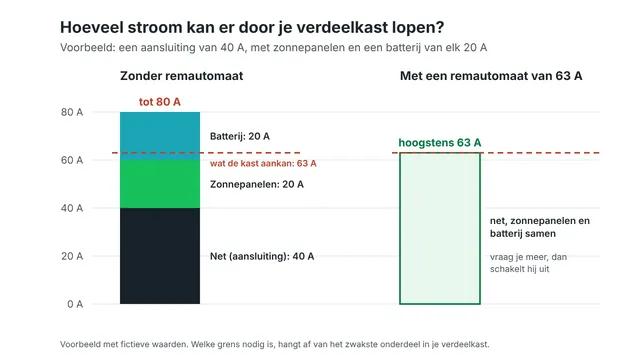 Hoeveel stroom kan er door je verdeelkast lopen?
Voorbeeld: een aansluiting van 40 A, met zonnepanelen en een batterij van elk 20 A
Zonder remautomaat
Met een remautomaat van 63 A
tot 80 A
80 A
Batterij: 20 A
hoogstens 63 A
wat de kast aankan: 63 A
60 A
Zonnepanelen: 20 A
40 A
net, zonnepanelen en
batterij samen
20 A
Net (aansluiting): 40 A
vraag je meer, dan
schakelt hij uit
0 A
Voorbeeld met fictieve waarden. Welke grens nodig is, hangt af van het zwakste onderdeel in je verdeelkast.